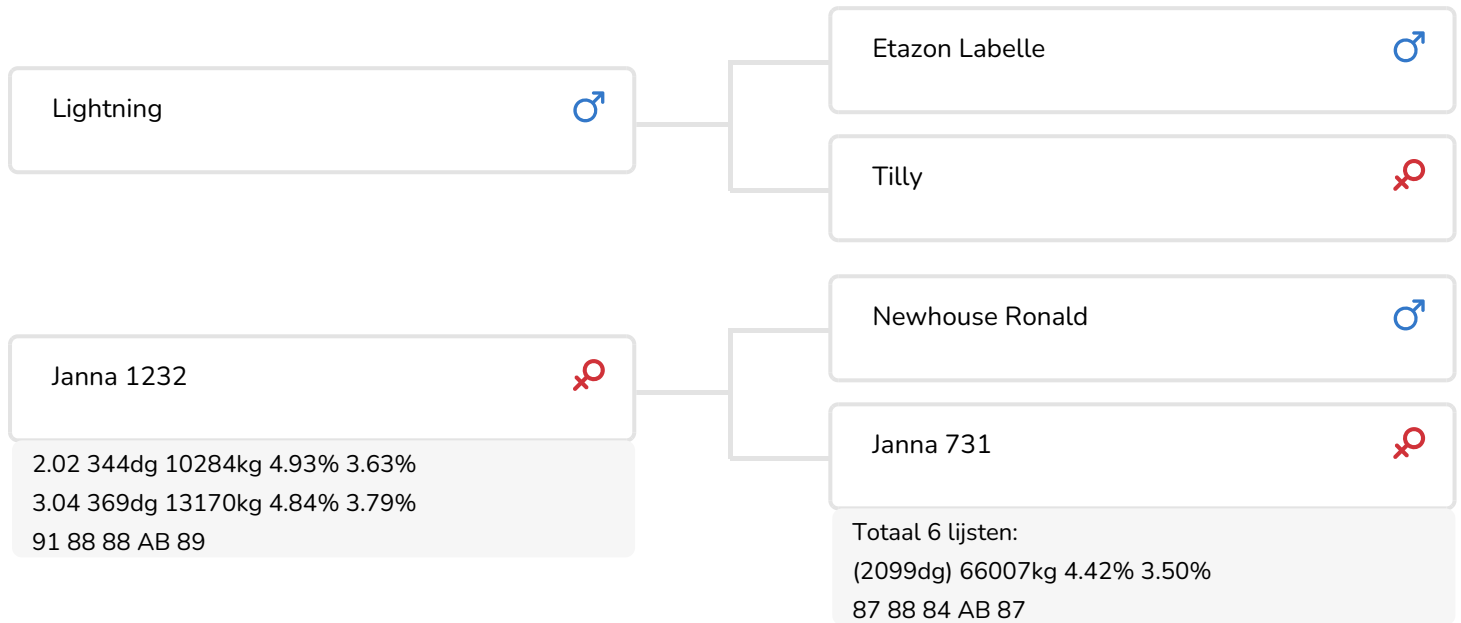 Etazon Labelle
Lightning
Tilly
Newhouse Ronald
Janna 1232
2.02 344dg 10284kg 4.93% 3.63%
3.04 369dg 13170kg 4.84% 3.79%
91 88 88 AB 89
Janna 731
Totaal 6 lijsten:
(2099dg) 66007kg 4.42% 3.50%
87 88 84 AB 87